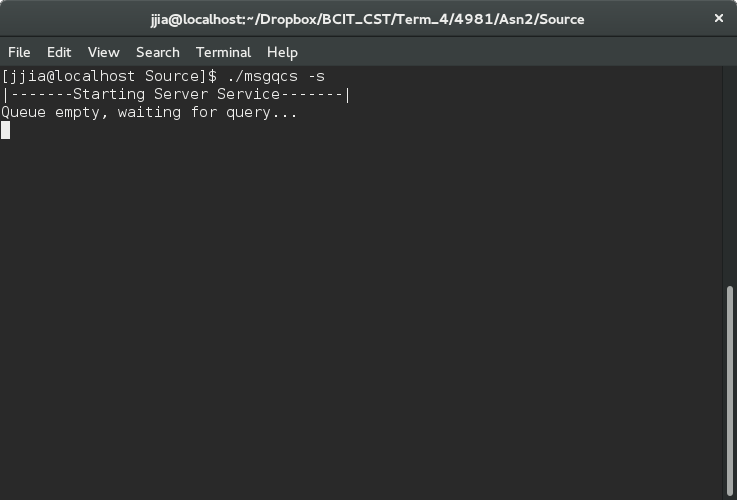 jjia@localhost:~/Dropbox/BCIT_CST/Term_4/4981/Asn2/Source ×
File Edit View Search Terminal Help
[jjia@localhost Source]$ ./msgqcs -s
|-------Starting Server Service-------|
Queue empty, waiting for query...